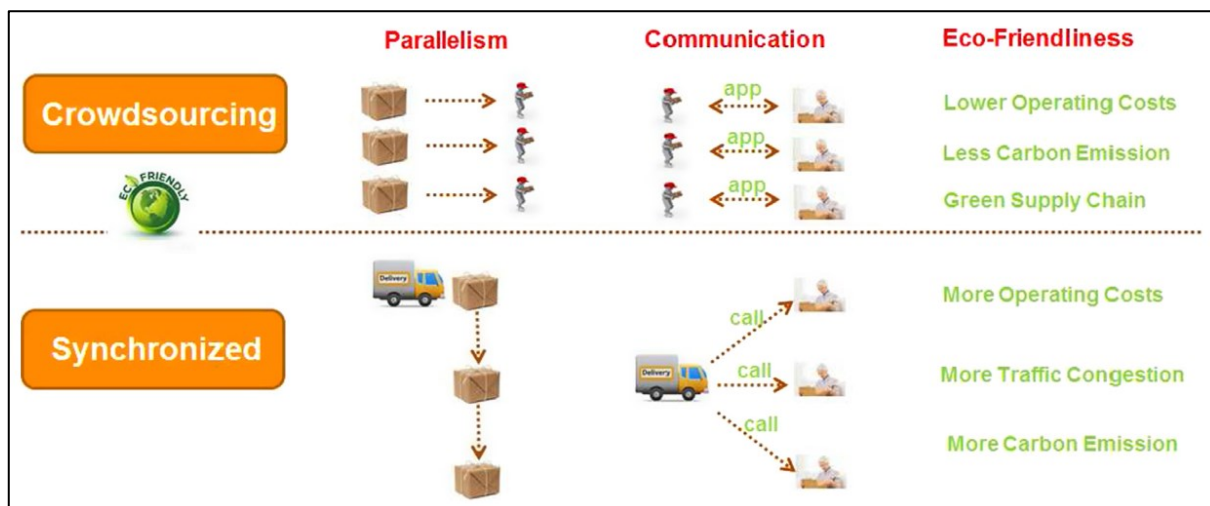 Parallelism
Communication
Eco-Friendliness
Crowdsourcing
app
app
app
Lower Operating Costs
Less Carbon Emission
Green Supply Chain
ECO FRIENDLY
Synchronized
Delivery
Delivery
call
call
call
More Operating Costs
More Traffic Congestion
More Carbon Emission